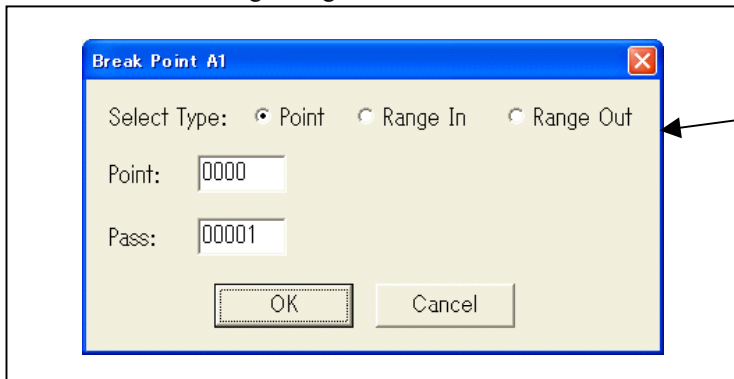 Break Point A1
Select Type: Point Range In Range Out
Point: 0000
Pass: 00001
OK Cancel